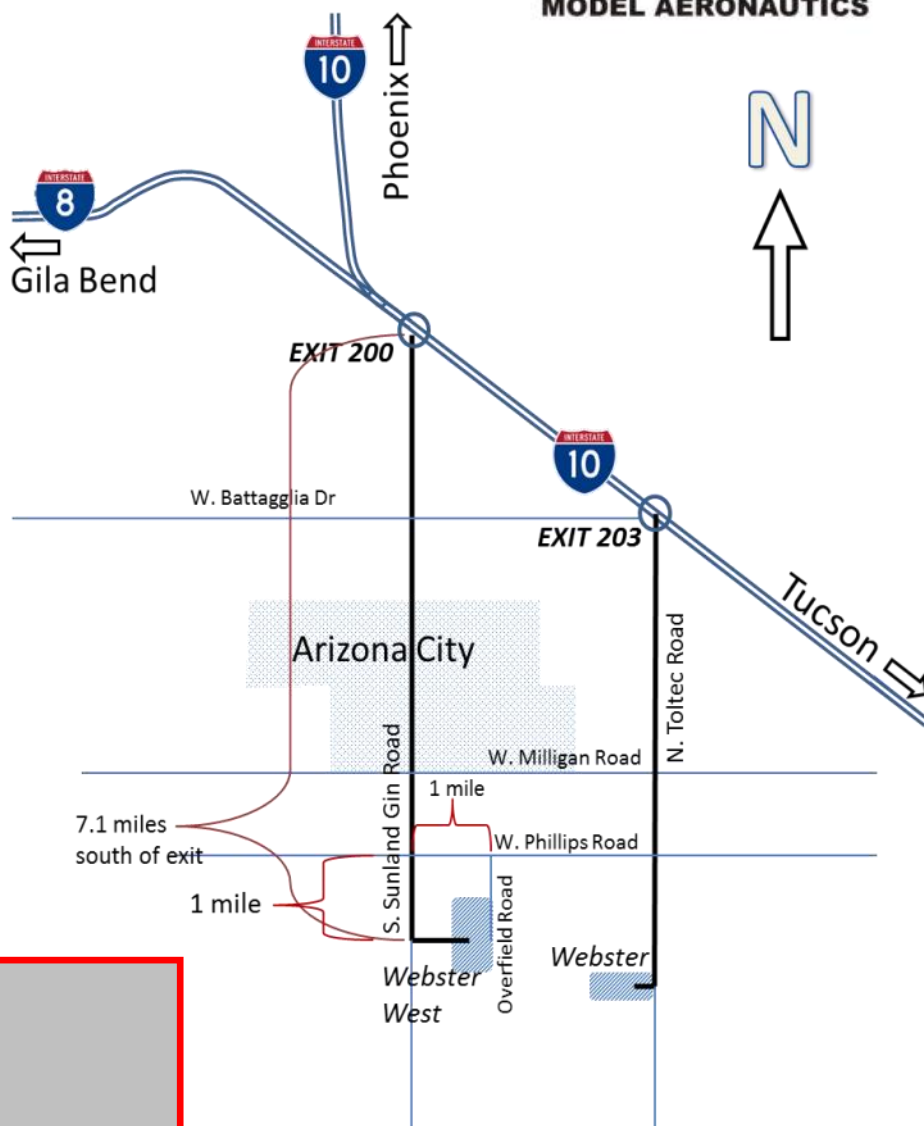 MODEL AERONAUTICS
INTERSTATE
10
Phoenix
N
INTERSTATE
8
Gila Bend
EXIT 200
INTERSTATE
10
W. Battagglia Dr
EXIT 203
Tucson
Arizona City
N. Toltec Road
S. Sunland Gin Road
W. Milligan Road
1 mile
7.1 miles
south of exit
W. Phillips Road
1 mile
Overfield Road
Webster
West
Webster